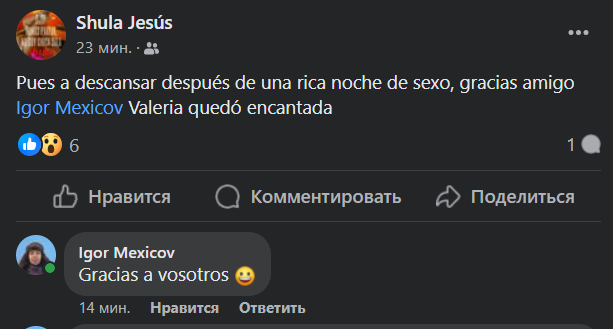 Shula Jesús
23 мин. ·
Pues a descansar después de una rica noche de sexo, gracias amigo
Igor Mexicov Valeria quedó encantada
6
1
Нравится
Комментировать
Поделиться
Igor Mexicov
Gracias a vosotros 😀
14 мин. Нравится Ответить